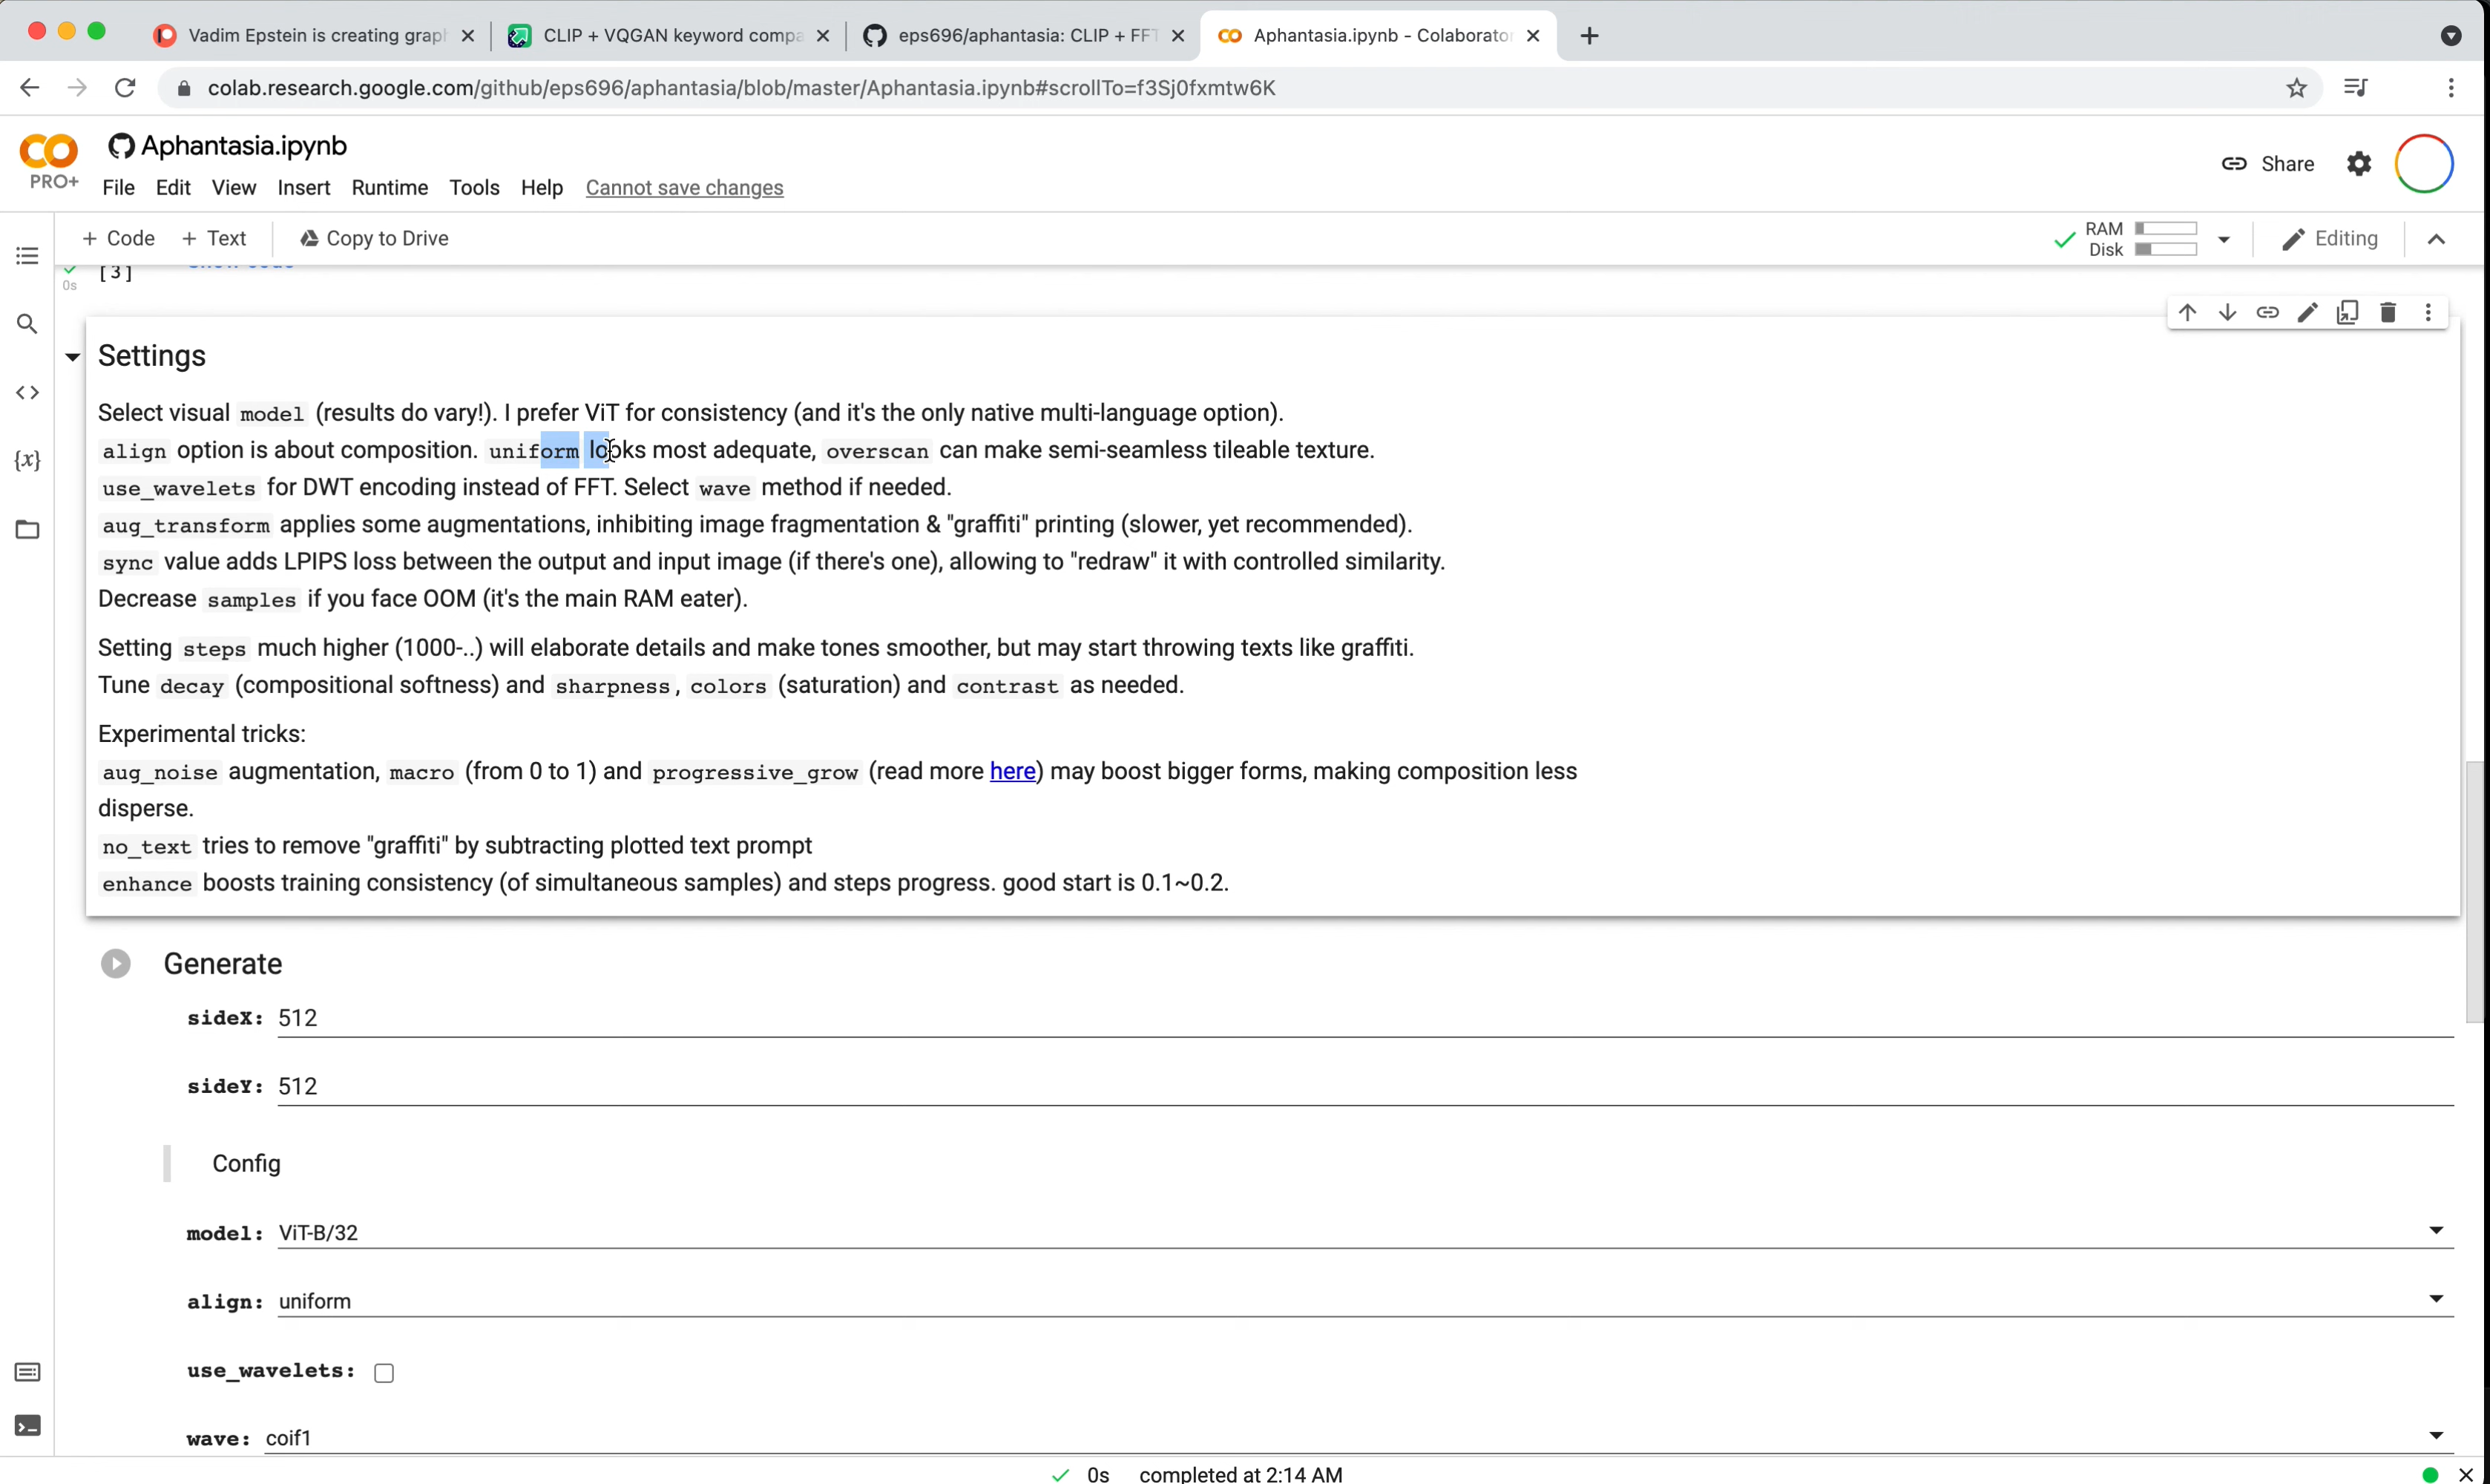 Vadim Epstein is creating grap
CLIP + VQGAN keyword compa
eps696/aphantasia: CLIP + FFT
Aphantasia.ipynb - Colaborato
colab.research.google.com/github/eps696/aphantasia/blob/master/Aphantasia.ipynb#scrollTo=f3Sj0fxmtw6K
CO
PRO+
Aphantasia.ipynb
File Edit View Insert Runtime Tools Help Cannot save changes
Share
+ Code + Text Copy to Drive
RAM
Disk
Editing
[3]
0s
Show code
Settings
Select visual model (results do vary!). I prefer ViT for consistency (and it's the only native multi-language option).
align option is about composition. uniform looks most adequate, overscan can make semi-seamless tileable texture.
use_wavelets for DWT encoding instead of FFT. Select wave method if needed.
aug_transform applies some augmentations, inhibiting image fragmentation & "graffiti" printing (slower, yet recommended).
sync value adds LPIPS loss between the output and input image (if there's one), allowing to "redraw" it with controlled similarity.
Decrease samples if you face OOM (it's the main RAM eater).
Setting steps much higher (1000-..) will elaborate details and make tones smoother, but may start throwing texts like graffiti.
Tune decay (compositional softness) and sharpness, colors (saturation) and contrast as needed.
Experimental tricks:
aug_noise augmentation, macro (from 0 to 1) and progressive_grow (read more here) may boost bigger forms, making composition less
disperse.
no_text tries to remove "graffiti" by subtracting plotted text prompt
enhance boosts training consistency (of simultaneous samples) and steps progress. good start is 0.1~0.2.
Generate
sideX: 512
sideY: 512
Config
model: ViT-B/32
align: uniform
use_wavelets:
wave: coif1
0s completed at 2:14 AM